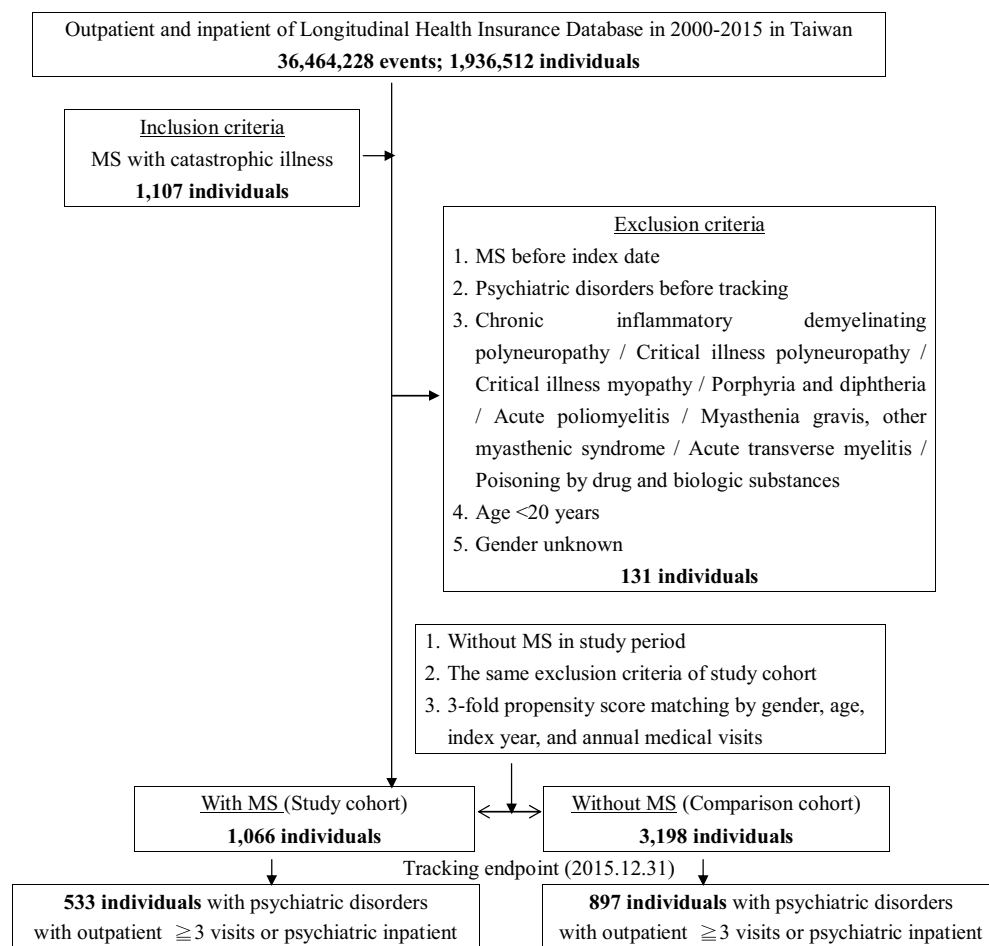 Outpatient and inpatient of Longitudinal Health Insurance Database in 2000-2015 in Taiwan
36,464,228 events; 1,936,512 individuals
Inclusion criteria
MS with catastrophic illness
1,107 individuals
Exclusion criteria
1. MS before index date
2. Psychiatric disorders before tracking
3. Chronic inflammatory demyelinating
polyneuropathy / Critical illness polyneuropathy /
Critical illness myopathy / Porphyria and diphtheria
/ Acute poliomyelitis / Myasthenia gravis, other
myasthenic syndrome / Acute transverse myelitis /
Poisoning by drug and biologic substances
4. Age <20 years
5. Gender unknown
131 individuals
1. Without MS in study period
2. The same exclusion criteria of study cohort
3. 3-fold propensity score matching by gender, age,
index year, and annual medical visits
With MS (Study cohort)
1,066 individuals
Without MS (Comparison cohort)
3,198 individuals
Tracking endpoint (2015.12.31)
533 individuals with psychiatric disorders
with outpatient ≧3 visits or psychiatric inpatient
897 individuals with psychiatric disorders
with outpatient ≧3 visits or psychiatric inpatient